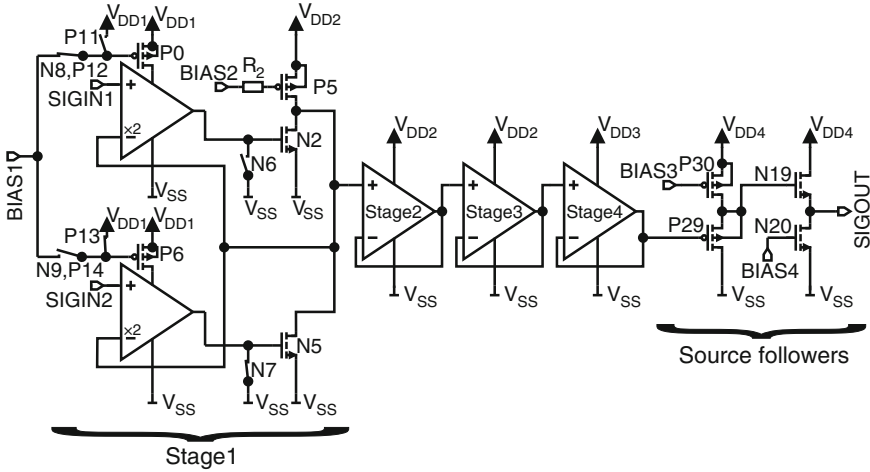 P11
VDD1
VDD1
VDD2
P0
N8,P12
BIAS2
R2
P5
SIGIN1
+
×2
−
N2
N6
VDD2
VDD2
VDD3
VDD4
VDD4
BIAS1
VSS
VSS
VSS
BIAS3
P30
N19
P13
VDD1
VDD1
P6
+
Stage2
−
+
Stage3
−
+
Stage4
−
P29
N20
SIGOUT
N9,P14
BIAS4
SIGIN2
+
×2
−
N5
N7
VSS
VSS
VSS
VSS
VSS
VSS
VSS
VSS
Source followers
Stage1